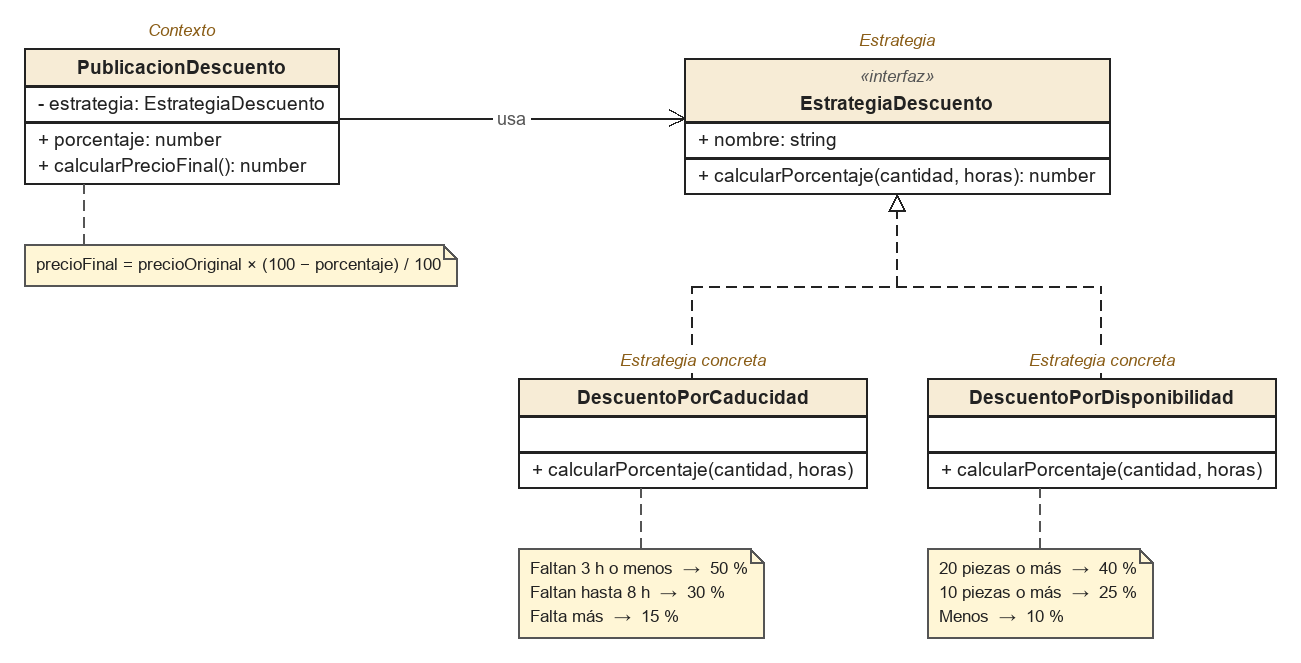 Contexto
PublicacionDescuento
- estrategia: EstrategiaDescuento
+ porcentaje: number
+ calcularPrecioFinal(): number
precioFinal = precioOriginal × (100 − porcentaje) / 100
usa
Estrategia
«interfaz»
EstrategiaDescuento
+ nombre: string
+ calcularPorcentaje(cantidad, horas): number
Estrategia concreta
DescuentoPorCaducidad
+ calcularPorcentaje(cantidad, horas)
Faltan 3 h o menos → 50 %
Faltan hasta 8 h → 30 %
Falta más → 15 %
Estrategia concreta
DescuentoPorDisponibilidad
+ calcularPorcentaje(cantidad, horas)
20 piezas o más → 40 %
10 piezas o más → 25 %
Menos → 10 %